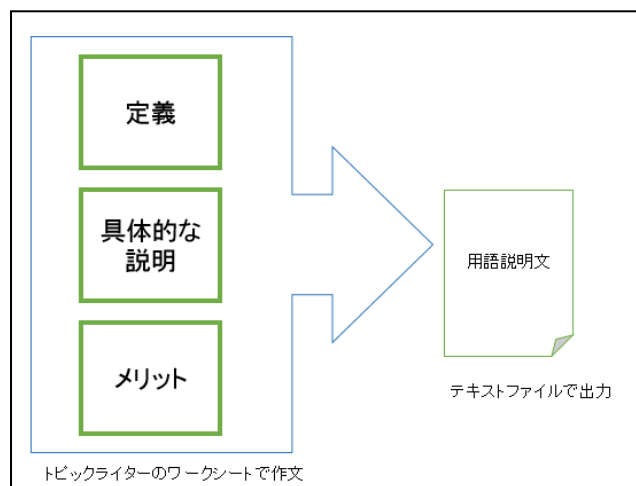 定義
具体的な
説明
メリット
トピックライターのワークシートで作文
用語説明文
テキストファイルで出力